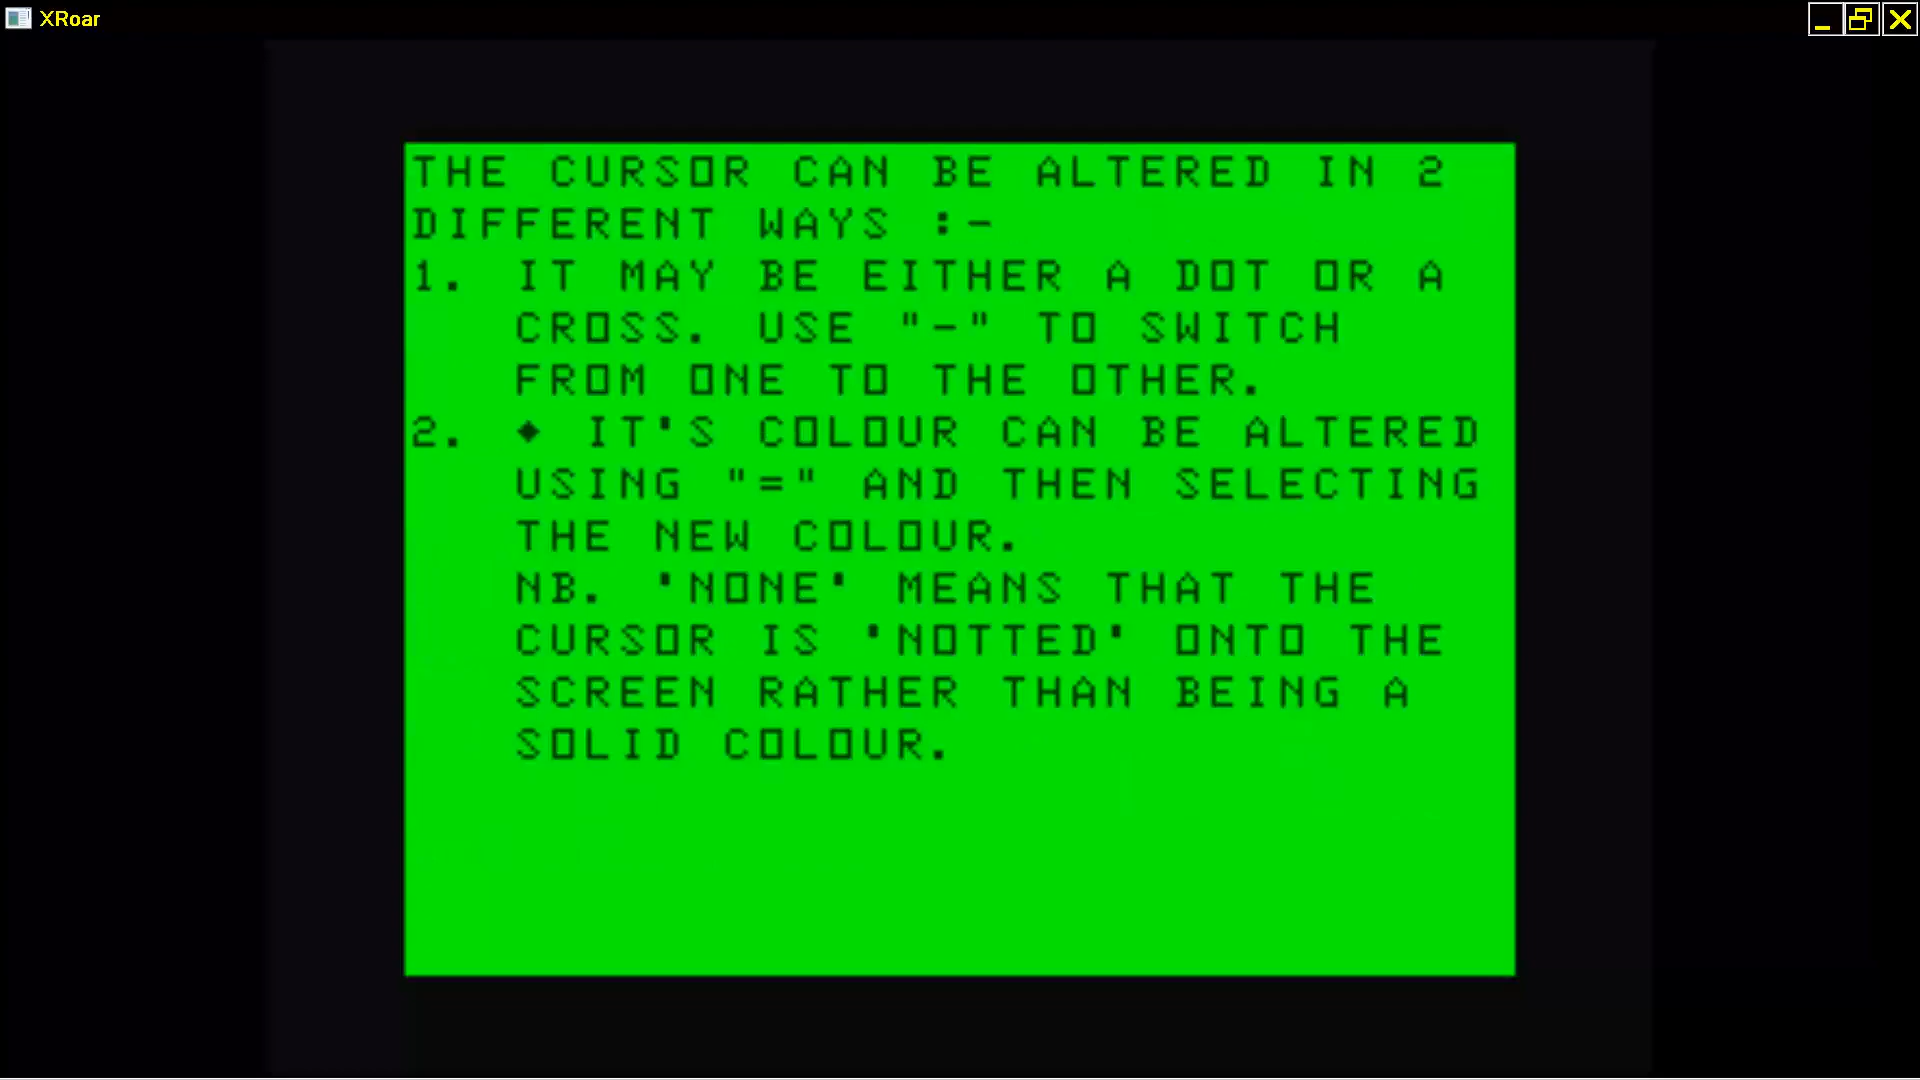 XRoar
THE CURSOR CAN BE ALTERED IN 2
DIFFERENT WAYS :-
1. IT MAY BE EITHER A DOT OR A
CROSS. USE "-" TO SWITCH
FROM ONE TO THE OTHER.
2. ◆ IT'S COLOUR CAN BE ALTERED
USING "=" AND THEN SELECTING
THE NEW COLOUR.
NB. 'NONE' MEANS THAT THE
CURSOR IS 'NOTTED' ONTO THE
SCREEN RATHER THAN BEING A
SOLID COLOUR.